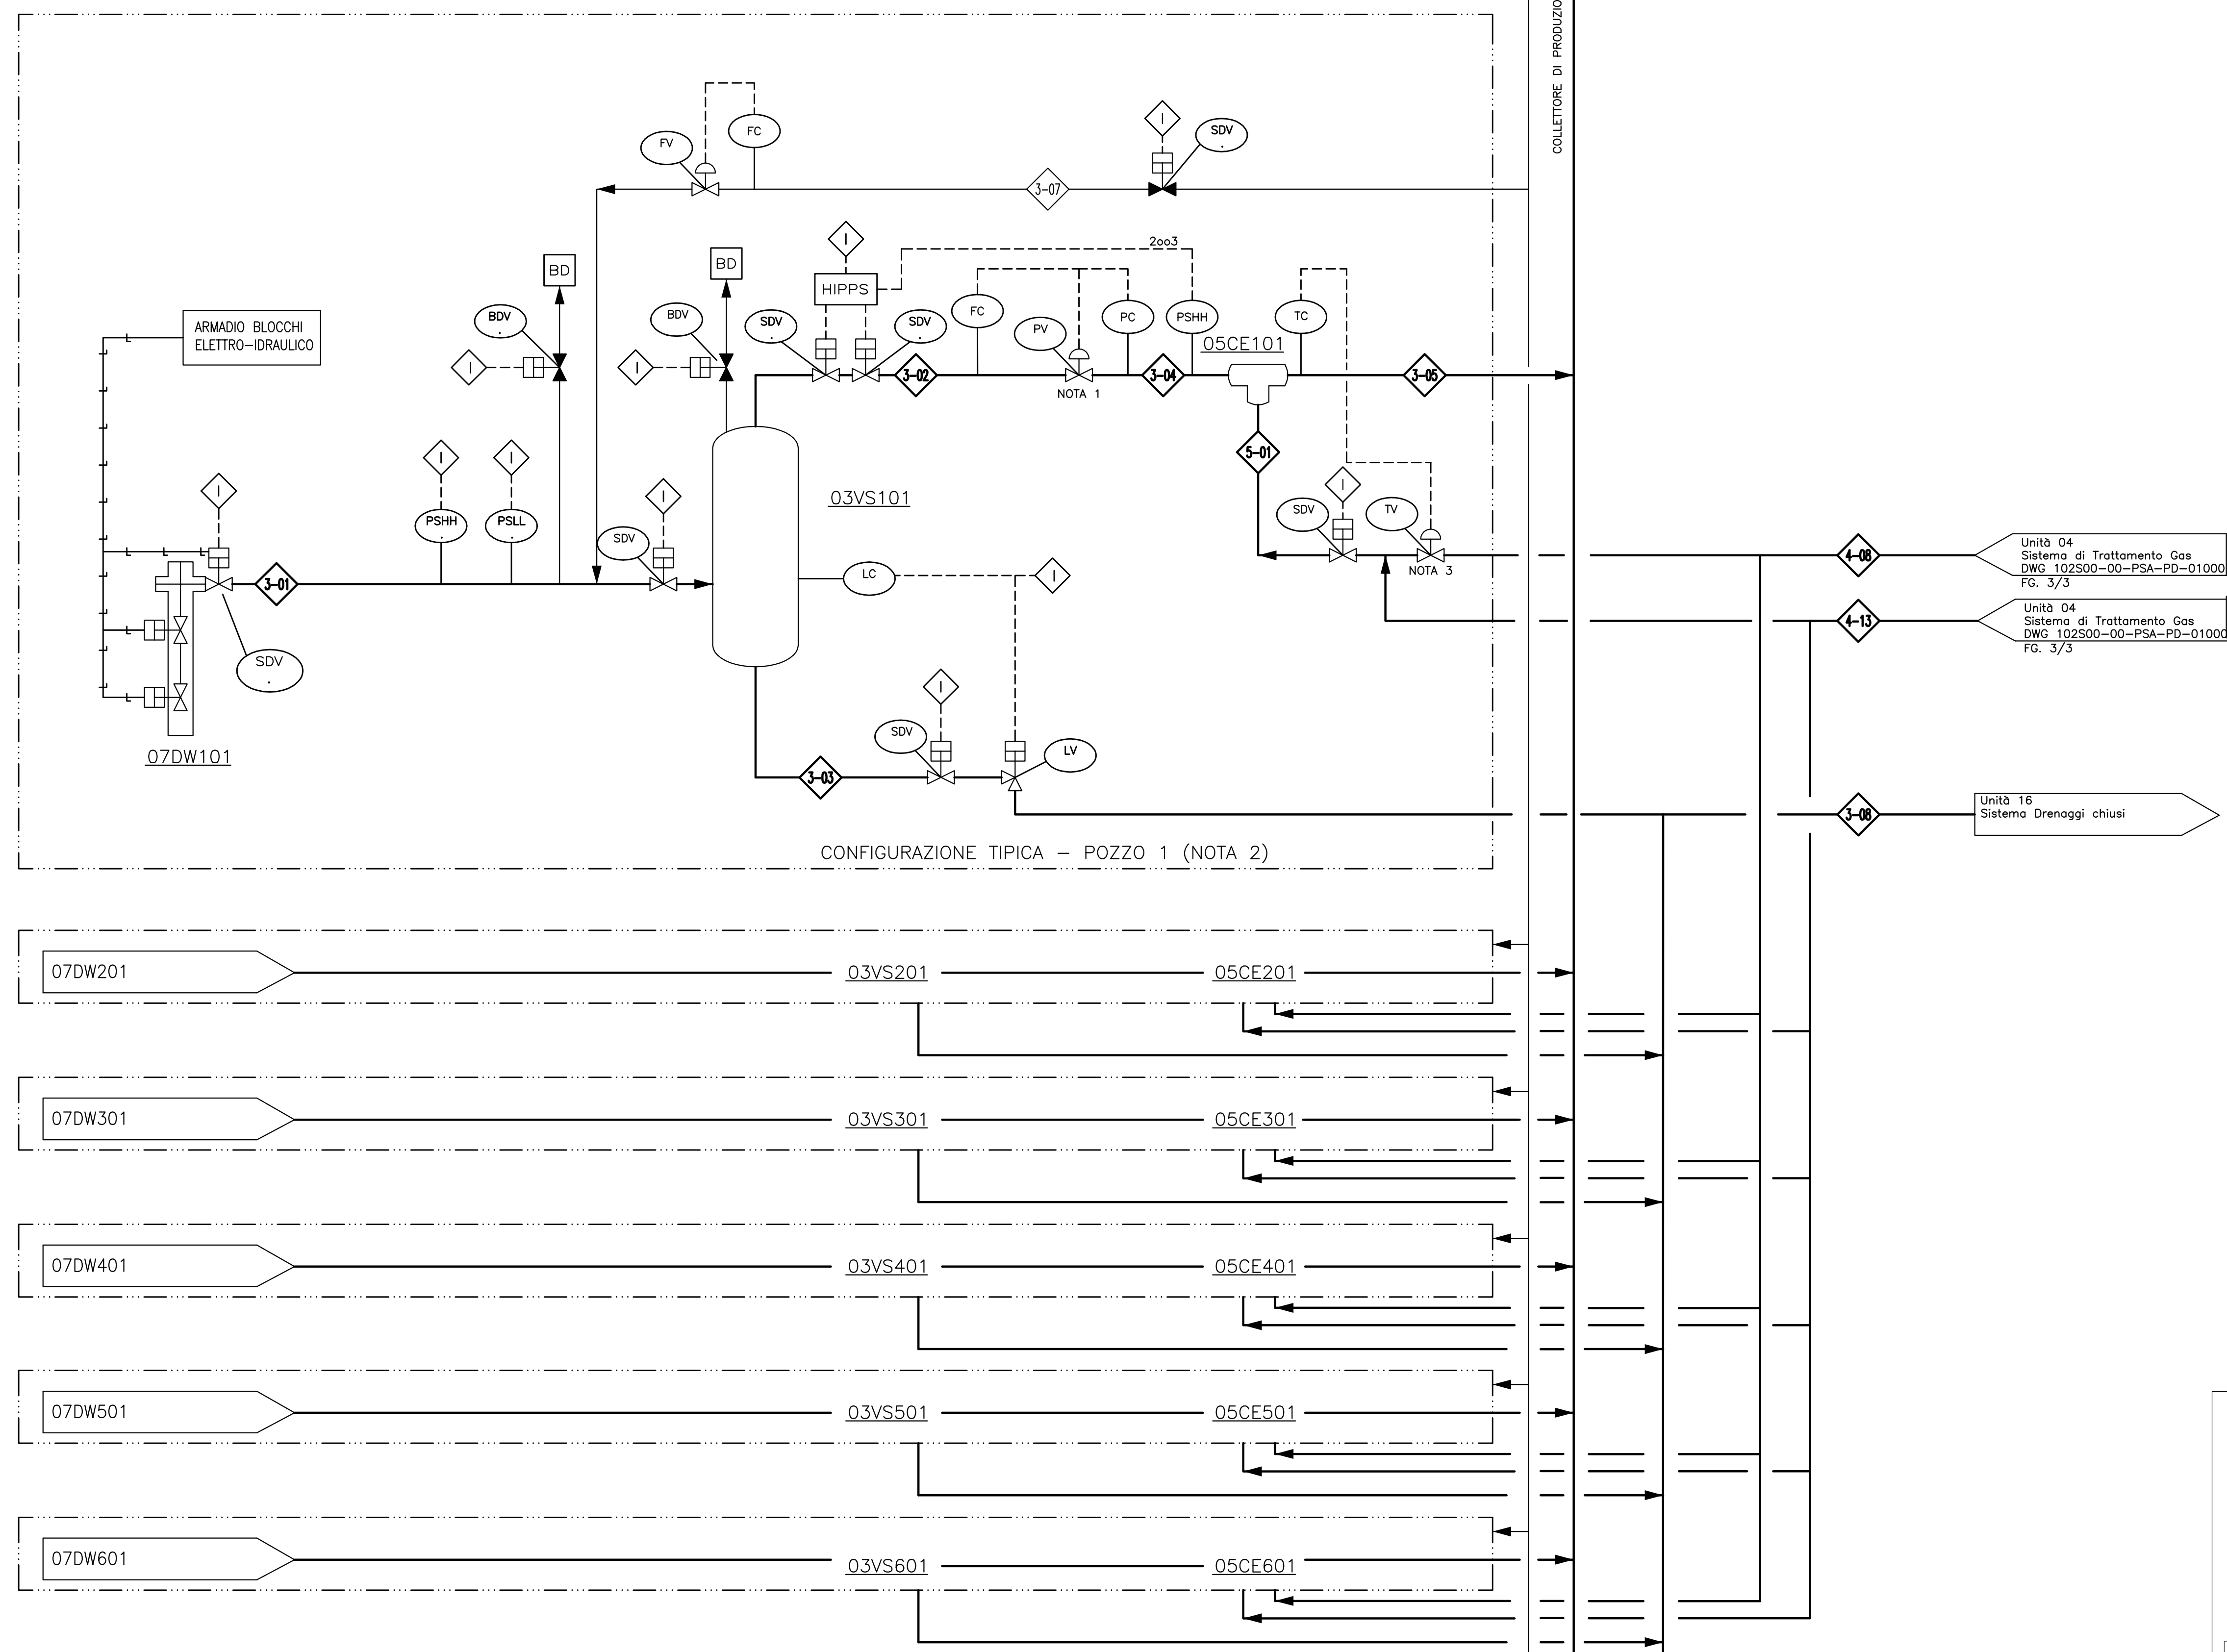 COLLETTORE DI PRODUZIO
FV
FC
I
SDV
.
3-07
I
2oo3
BD
BD
HIPPS
ARMADIO BLOCCHI
ELETTRO-IDRAULICO
BDV
.
BDV
SDV
.
SDV
.
FC
PV
PC
PSHH
TC
05CE101
I
I
3-02
3-04
3-05
NOTA 1
I
I
I
5-01
I
03VS101
I
PSHH
.
PSLL
.
SDV
SDV
TV
NOTA 3
4-08
Unità 04
Sistema di Trattamento Gas
DWG 102S00-00-PSA-PD-01000
FG. 3/3
3-01
LC
I
4-13
Unità 04
Sistema di Trattamento Gas
DWG 102S00-00-PSA-PD-01000
FG. 3/3
SDV
.
I
07DW101
SDV
LV
3-03
3-08
Unità 16
Sistema Drenaggi chiusi
CONFIGURAZIONE TIPICA - POZZO 1 (NOTA 2)
07DW201
03VS201
05CE201
07DW301
03VS301
05CE301
07DW401
03VS401
05CE401
07DW501
03VS501
05CE501
07DW601
03VS601
05CE601